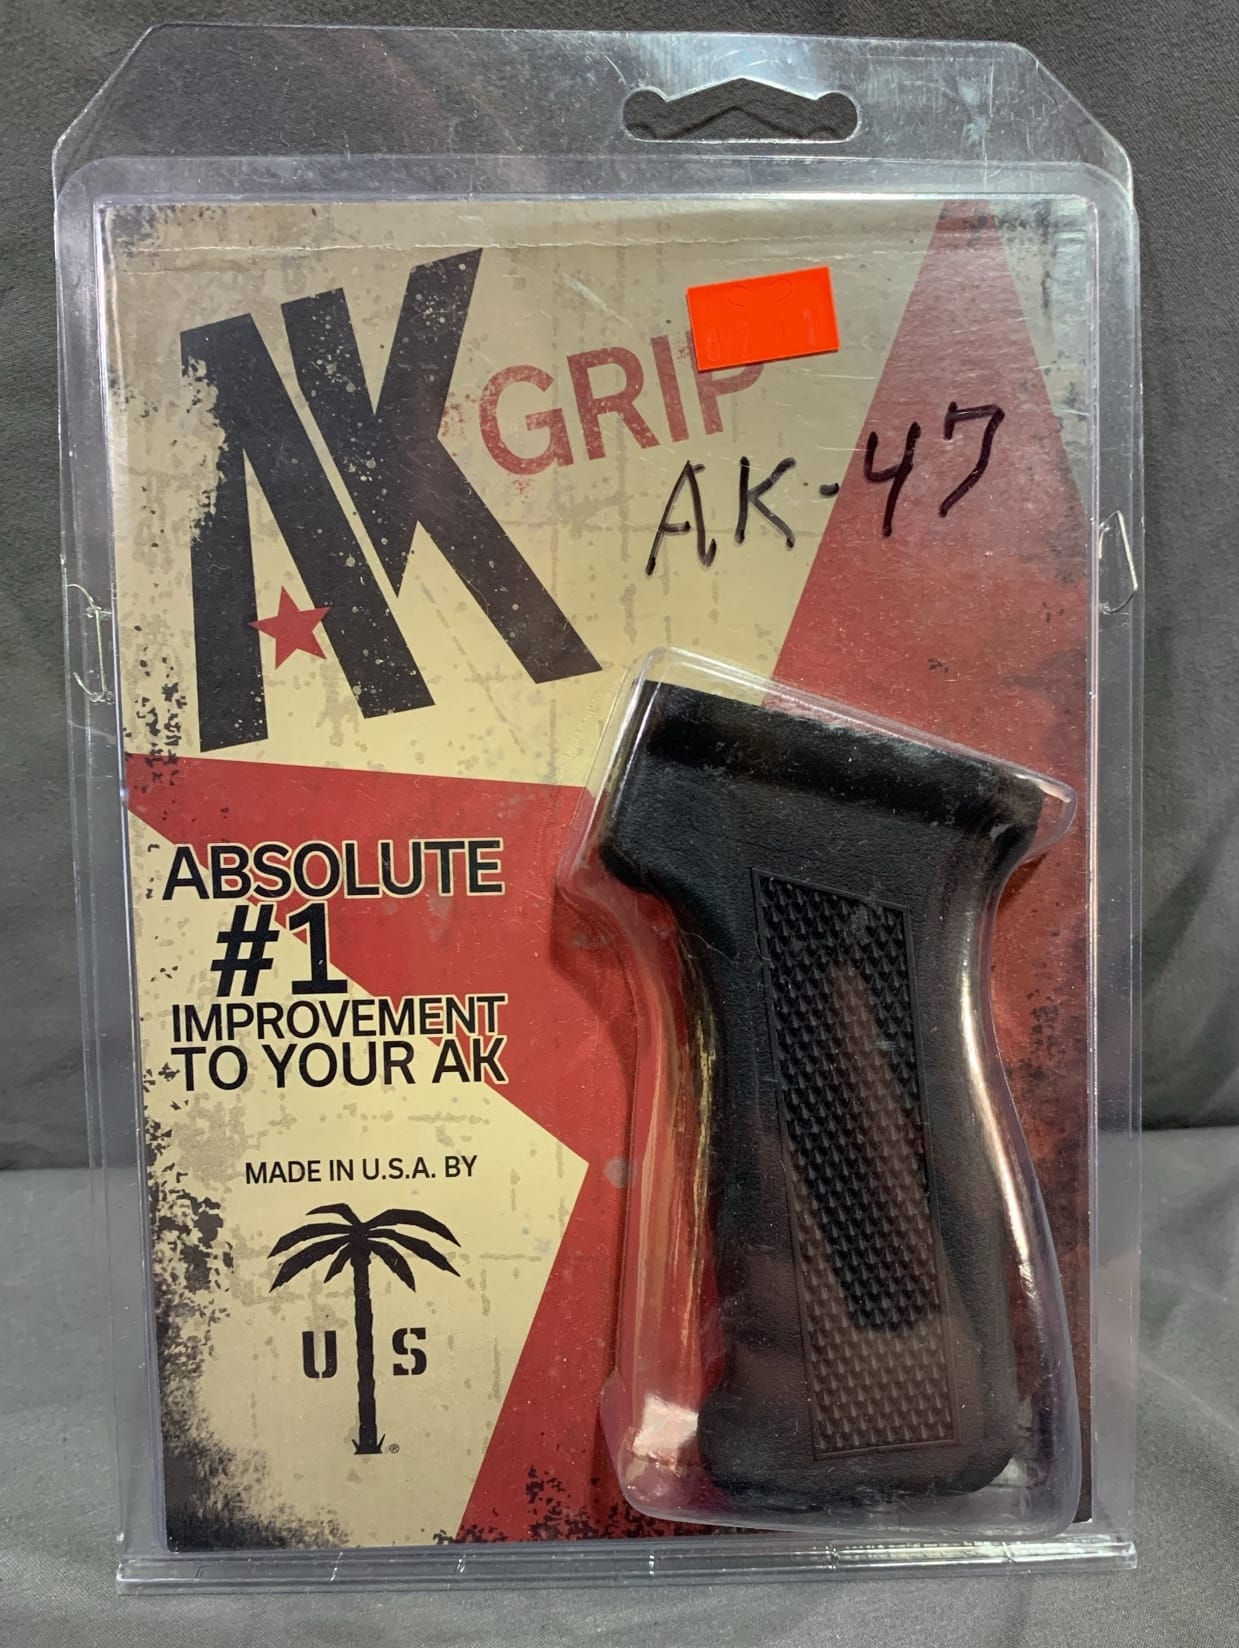 AK GRIP
AK-47
ABSOLUTE
#1
IMPROVEMENT
TO YOUR AK
MADE IN U.S.A. BY
U S
®